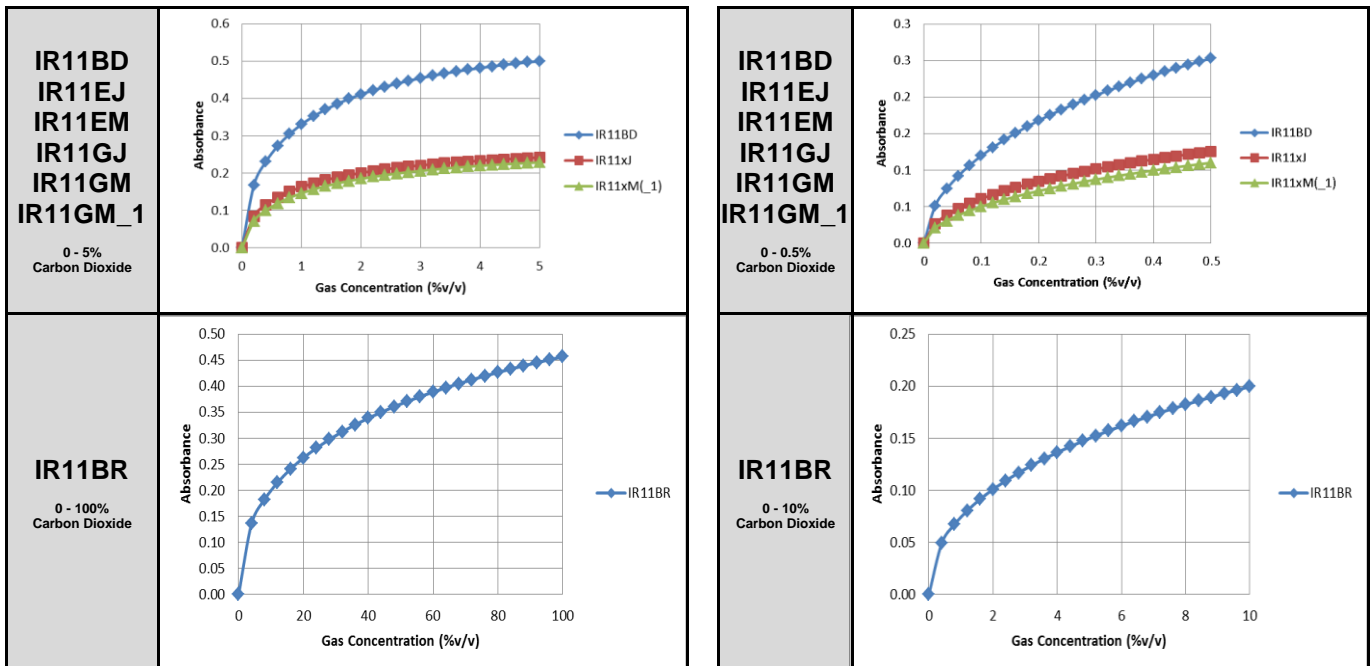 IR11BD
IR11EJ
IR11EM
IR11GJ
IR11GM
IR11GM_1
0 - 5%
Carbon Dioxide
Absorbance
0.6
0.5
0.4
0.3
0.2
0.1
0.0
0 1 2 3 4 5
Gas Concentration (%v/v)
IR11BD
IR11xJ
IR11xM(_1)
IR11BD
IR11EJ
IR11EM
IR11GJ
IR11GM
IR11GM_1
0 - 0.5%
Carbon Dioxide
Absorbance
0.3
0.3
0.2
0.2
0.1
0.1
0.0
0 0.1 0.2 0.3 0.4 0.5
Gas Concentration (%v/v)
IR11BD
IR11xJ
IR11xM(_1)
IR11BR
0 - 100%
Carbon Dioxide
Absorbance
0.50
0.45
0.40
0.35
0.30
0.25
0.20
0.15
0.10
0.05
0.00
0 20 40 60 80 100
Gas Concentration (%v/v)
IR11BR
IR11BR
0 - 10%
Carbon Dioxide
Absorbance
0.25
0.20
0.15
0.10
0.05
0.00
0 2 4 6 8 10
Gas Concentration (%v/v)
IR11BR